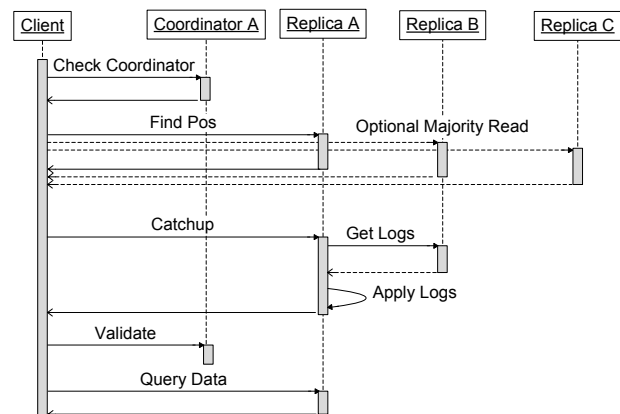 Client
Coordinator A
Replica A
Replica B
Replica C
Check Coordinator
Find Pos
Optional Majority Read
Catchup
Get Logs
Apply Logs
Validate
Query Data